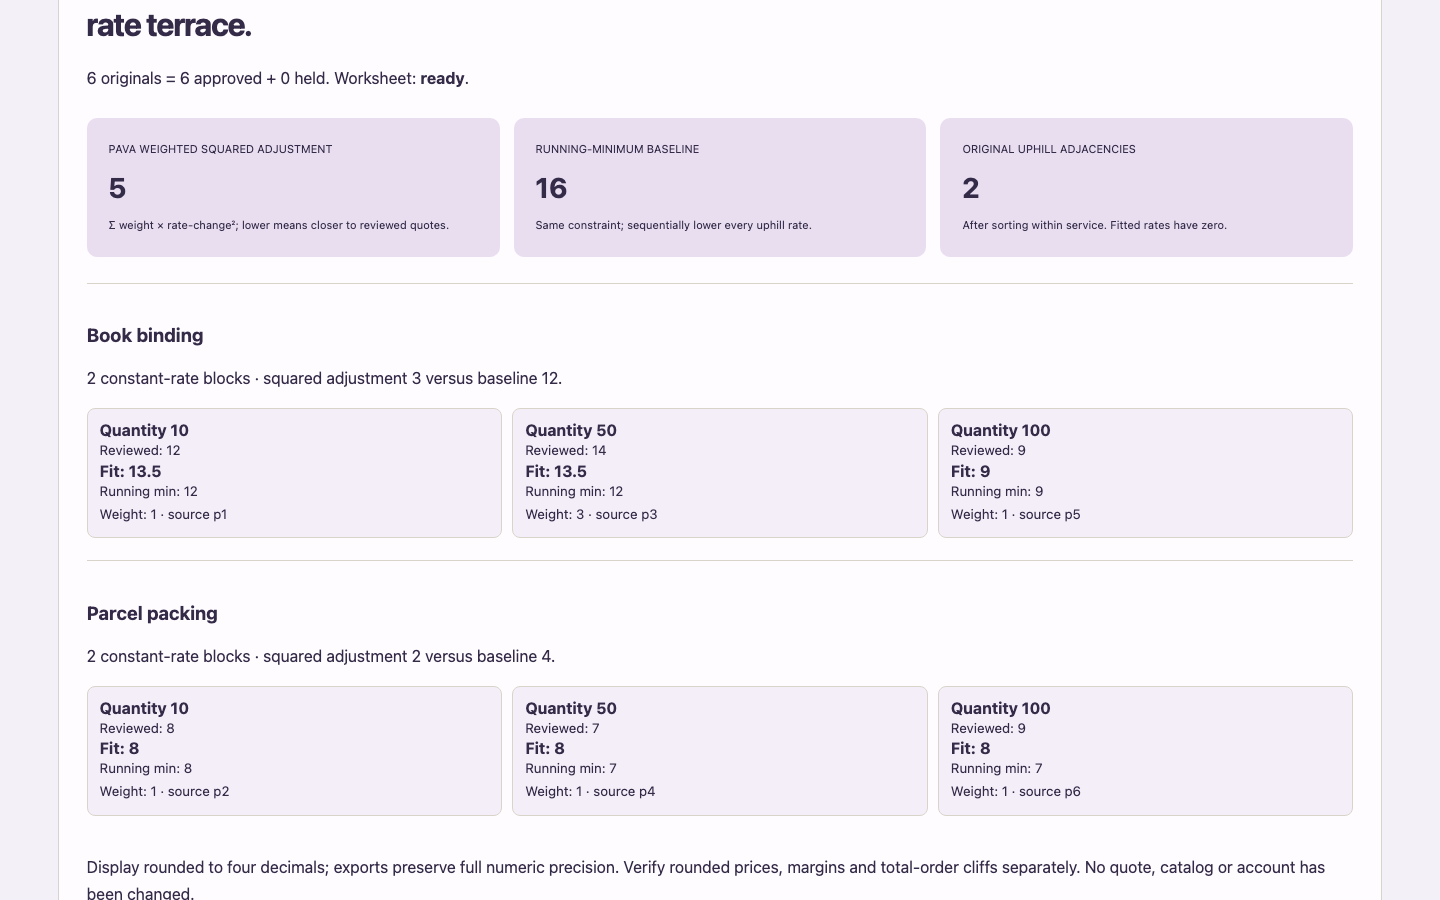 rate terrace.
6 originals = 6 approved + 0 held. Worksheet: ready.
PAVA WEIGHTED SQUARED ADJUSTMENT
5
Σ weight × rate-change²; lower means closer to reviewed quotes.
RUNNING-MINIMUM BASELINE
16
Same constraint; sequentially lower every uphill rate.
ORIGINAL UPHILL ADJACENCIES
2
After sorting within service. Fitted rates have zero.
Book binding
2 constant-rate blocks · squared adjustment 3 versus baseline 12.
Quantity 10
Reviewed: 12
Fit: 13.5
Running min: 12
Weight: 1 · source p1
Quantity 50
Reviewed: 14
Fit: 13.5
Running min: 12
Weight: 3 · source p3
Quantity 100
Reviewed: 9
Fit: 9
Running min: 9
Weight: 1 · source p5
Parcel packing
2 constant-rate blocks · squared adjustment 2 versus baseline 4.
Quantity 10
Reviewed: 8
Fit: 8
Running min: 8
Weight: 1 · source p2
Quantity 50
Reviewed: 7
Fit: 8
Running min: 7
Weight: 1 · source p4
Quantity 100
Reviewed: 9
Fit: 8
Running min: 7
Weight: 1 · source p6
Display rounded to four decimals; exports preserve full numeric precision. Verify rounded prices, margins and total-order cliffs separately. No quote, catalog or account has
been changed.